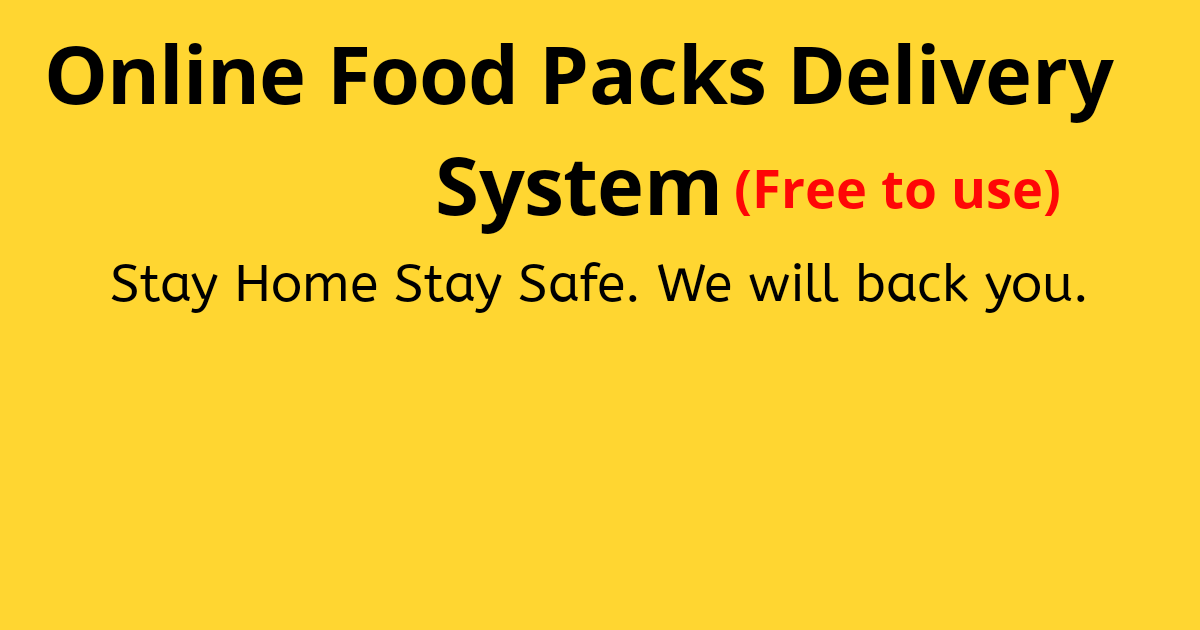 Online Food Packs Delivery
System (Free to use)
Stay Home Stay Safe. We will back you.